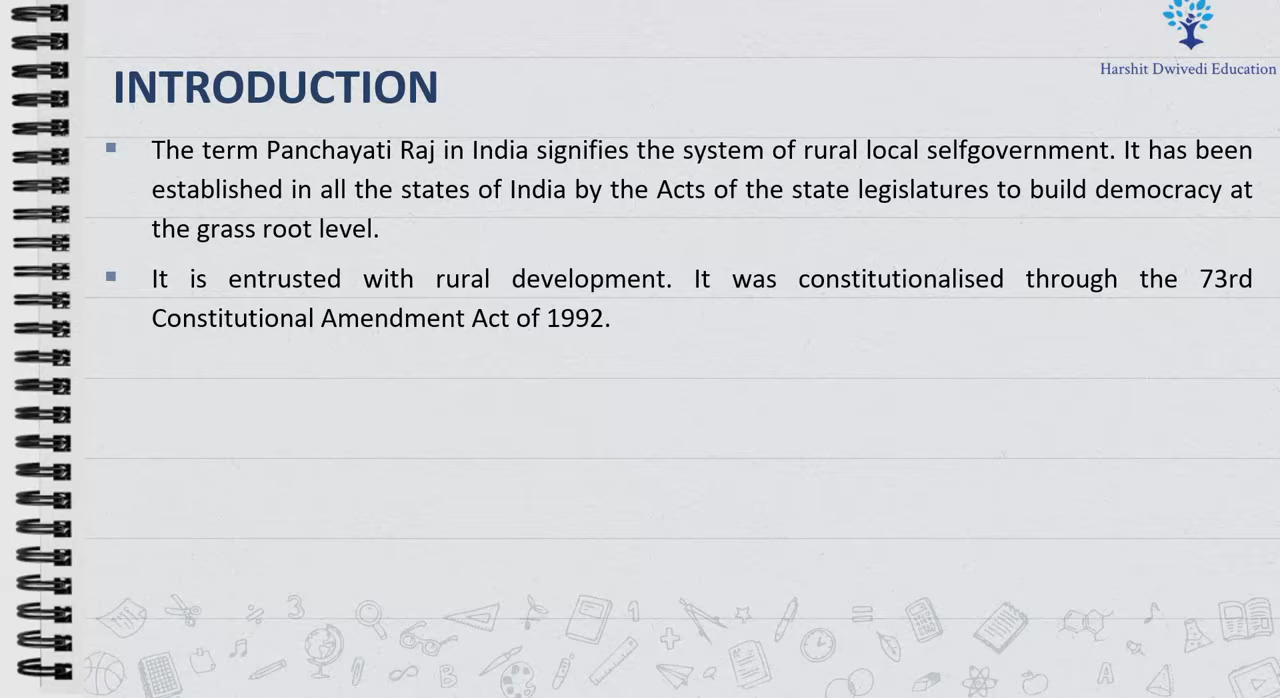 Harshit Dwivedi Education
INTRODUCTION
▪ The term Panchayati Raj in India signifies the system of rural local selfgovernment. It has been
established in all the states of India by the Acts of the state legislatures to build democracy at
the grass root level.
▪ It is entrusted with rural development. It was constitutionalised through the 73rd
Constitutional Amendment Act of 1992.